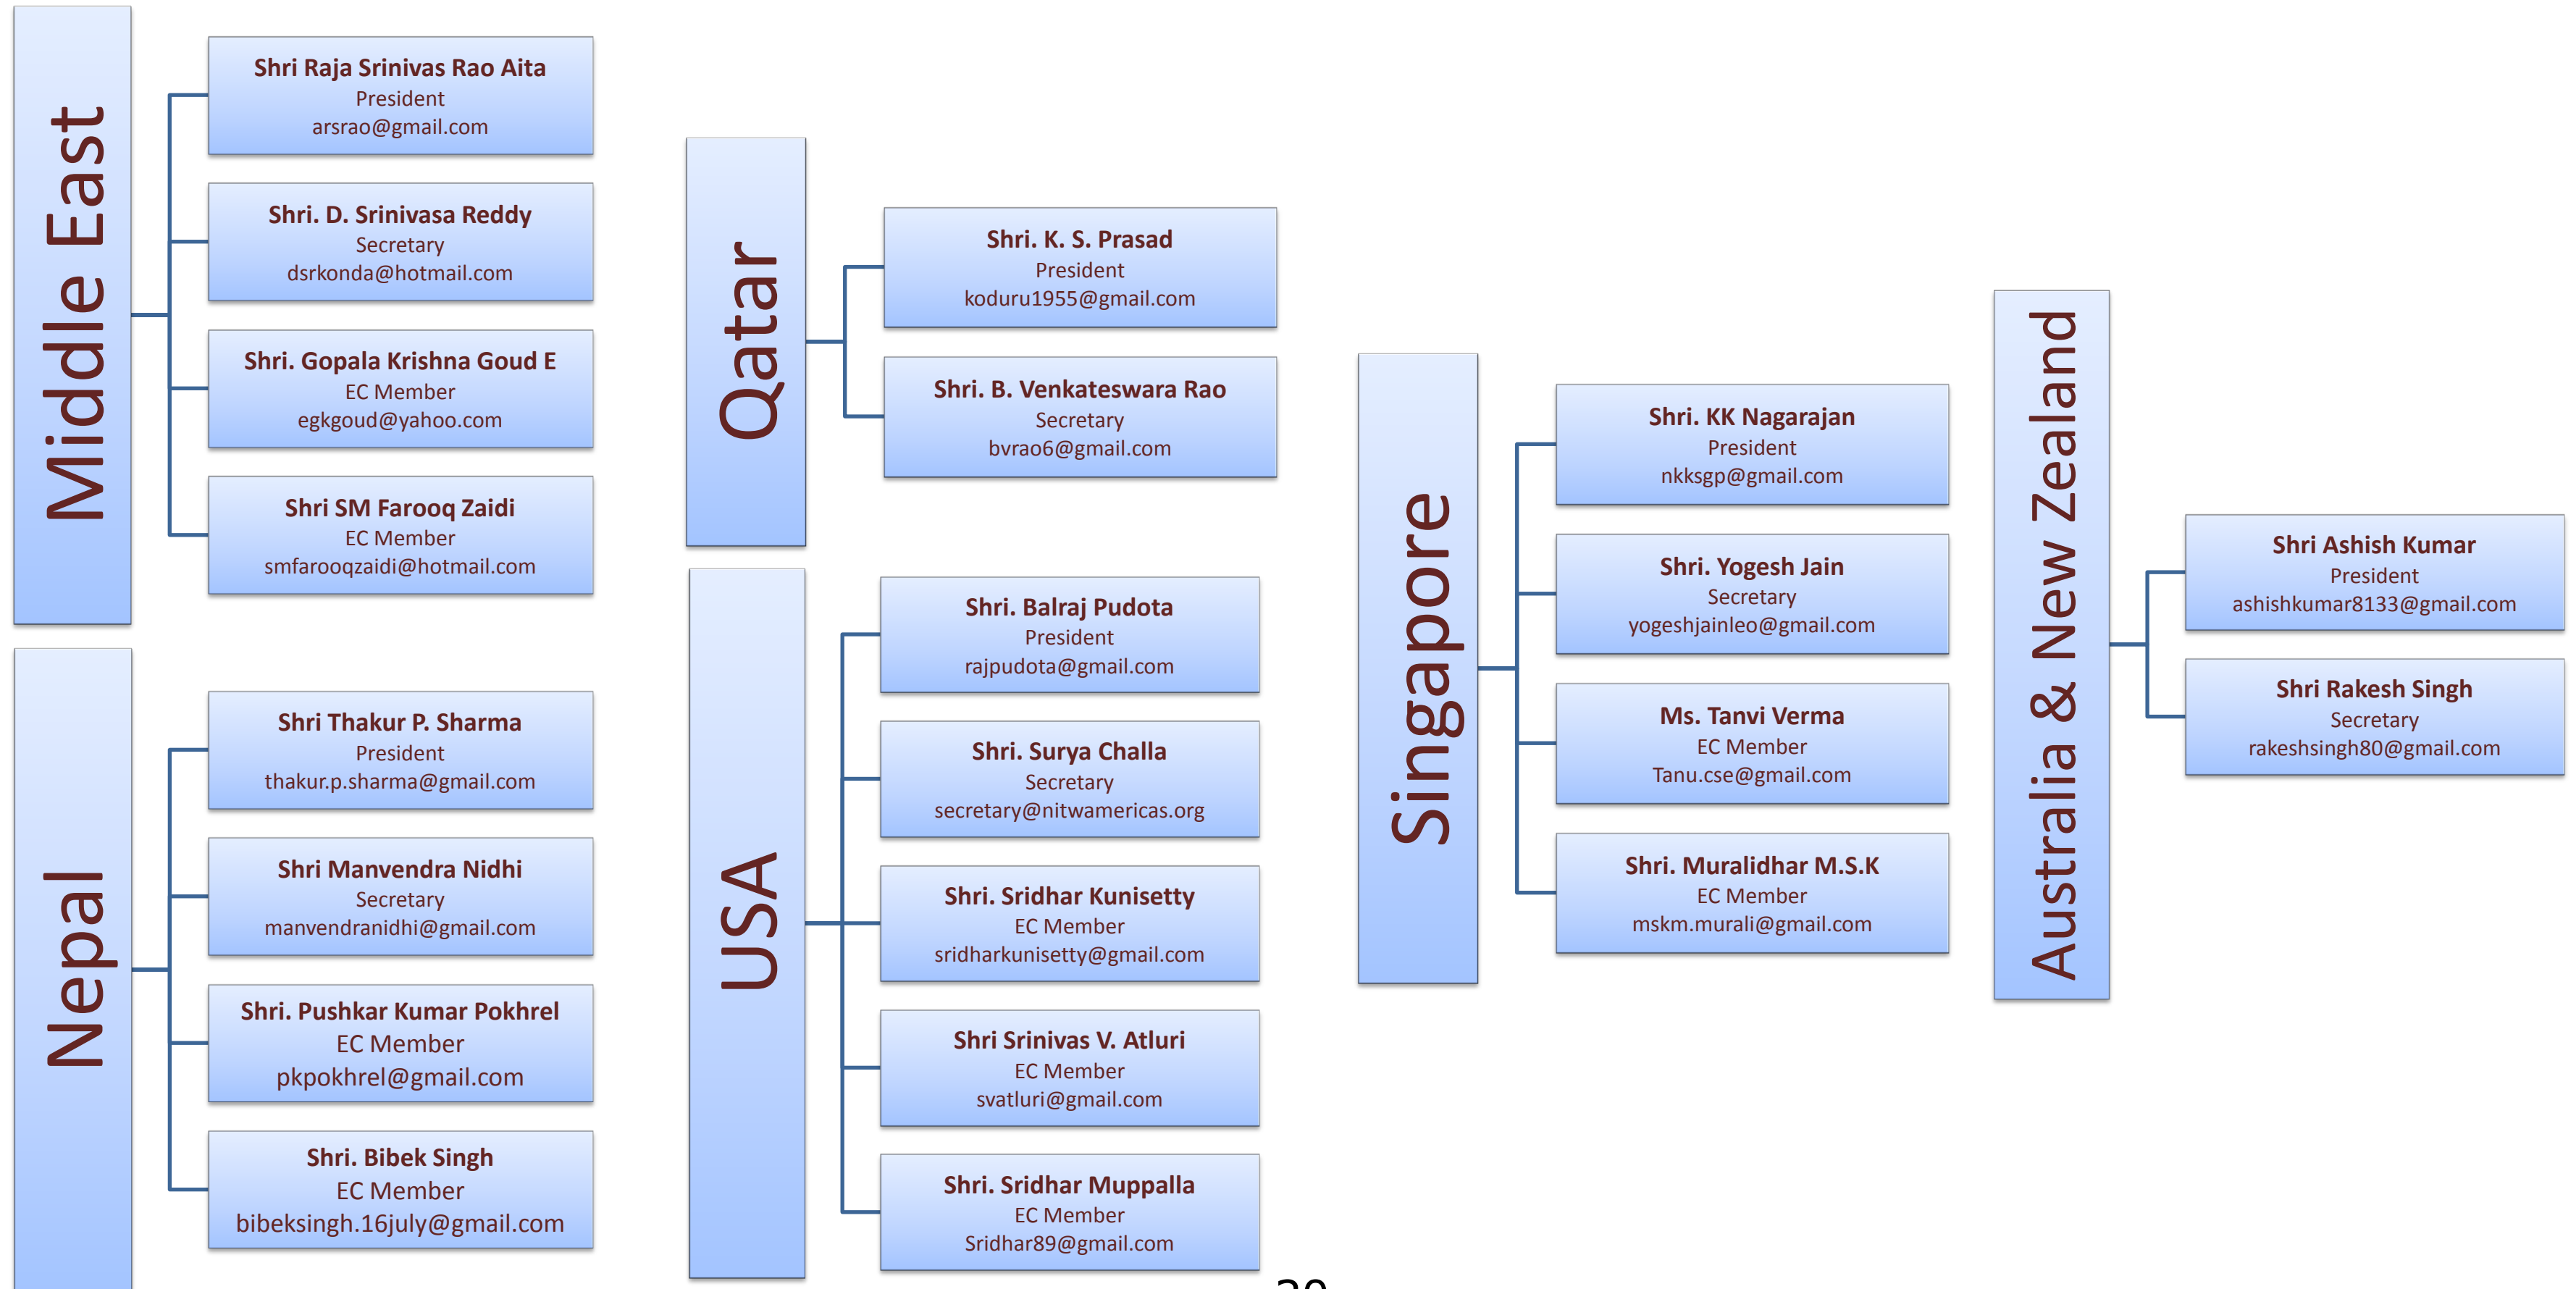 Middle East
Shri Raja Srinivas Rao Aita
President
arsrao@gmail.com
Shri. D. Srinivasa Reddy
Secretary
dsrkonda@hotmail.com
Shri. Gopala Krishna Goud E
EC Member
egkgoud@yahoo.com
Shri SM Farooq Zaidi
EC Member
smfarooqzaidi@hotmail.com
Nepal
Shri Thakur P. Sharma
President
thakur.p.sharma@gmail.com
Shri Manvendra Nidhi
Secretary
manvendranidhi@gmail.com
Shri. Pushkar Kumar Pokhrel
EC Member
pkpokhrel@gmail.com
Shri. Bibek Singh
EC Member
bibeksingh.16july@gmail.com
Qatar
Shri. K. S. Prasad
President
koduru1955@gmail.com
Shri. B. Venkateswara Rao
Secretary
bvrao6@gmail.com
USA
Shri. Balraj Pudota
President
rajpudota@gmail.com
Shri. Surya Challa
Secretary
secretary@nitwamericas.org
Shri. Sridhar Kunisetty
EC Member
sridharkunisetty@gmail.com
Shri Srinivas V. Atluri
EC Member
svatluri@gmail.com
Shri. Sridhar Muppalla
EC Member
Sridhar89@gmail.com
Singapore
Shri. KK Nagarajan
President
nkksgp@gmail.com
Shri. Yogesh Jain
Secretary
yogeshjainleo@gmail.com
Ms. Tanvi Verma
EC Member
Tanu.cse@gmail.com
Shri. Muralidhar M.S.K
EC Member
mskm.murali@gmail.com
Australia & New Zealand
Shri Ashish Kumar
President
ashishkumar8133@gmail.com
Shri Rakesh Singh
Secretary
rakeshsingh80@gmail.com